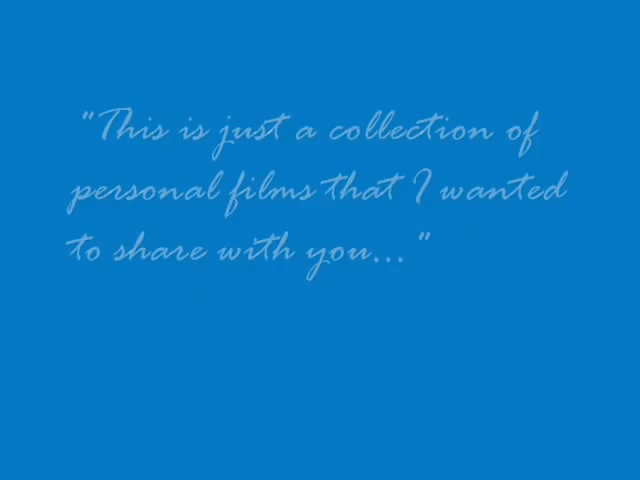 "This is just a collection of
personal films that I wanted
to share with you... "